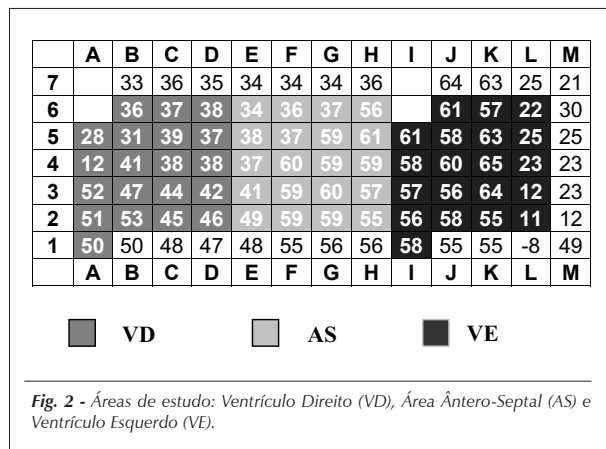 A B C D E F G H I J K L M
7 33 36 35 34 34 34 36 64 63 25 21
6 36 37 38 34 36 37 56 61 57 22 30
5 28 31 39 37 38 37 59 61 61 58 63 25 25
4 12 41 38 38 37 60 59 59 58 60 65 23 23
3 52 47 44 42 41 59 60 57 57 56 64 12 23
2 51 53 45 46 49 59 59 55 56 58 55 11 12
1 50 50 48 47 48 55 56 56 58 55 55 -8 49
A B C D E F G H I J K L M
VD AS VE
Fig. 2 - Áreas de estudo: Ventrículo Direito (VD), Área Ântero-Septal (AS) e
Ventrículo Esquerdo (VE).